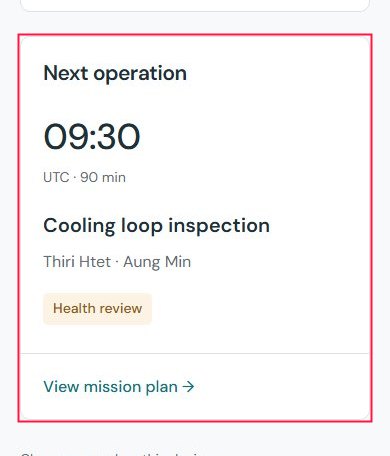 Next operation
09:30
UTC · 90 min
Cooling loop inspection
Thiri Htet · Aung Min
Health review
View mission plan →